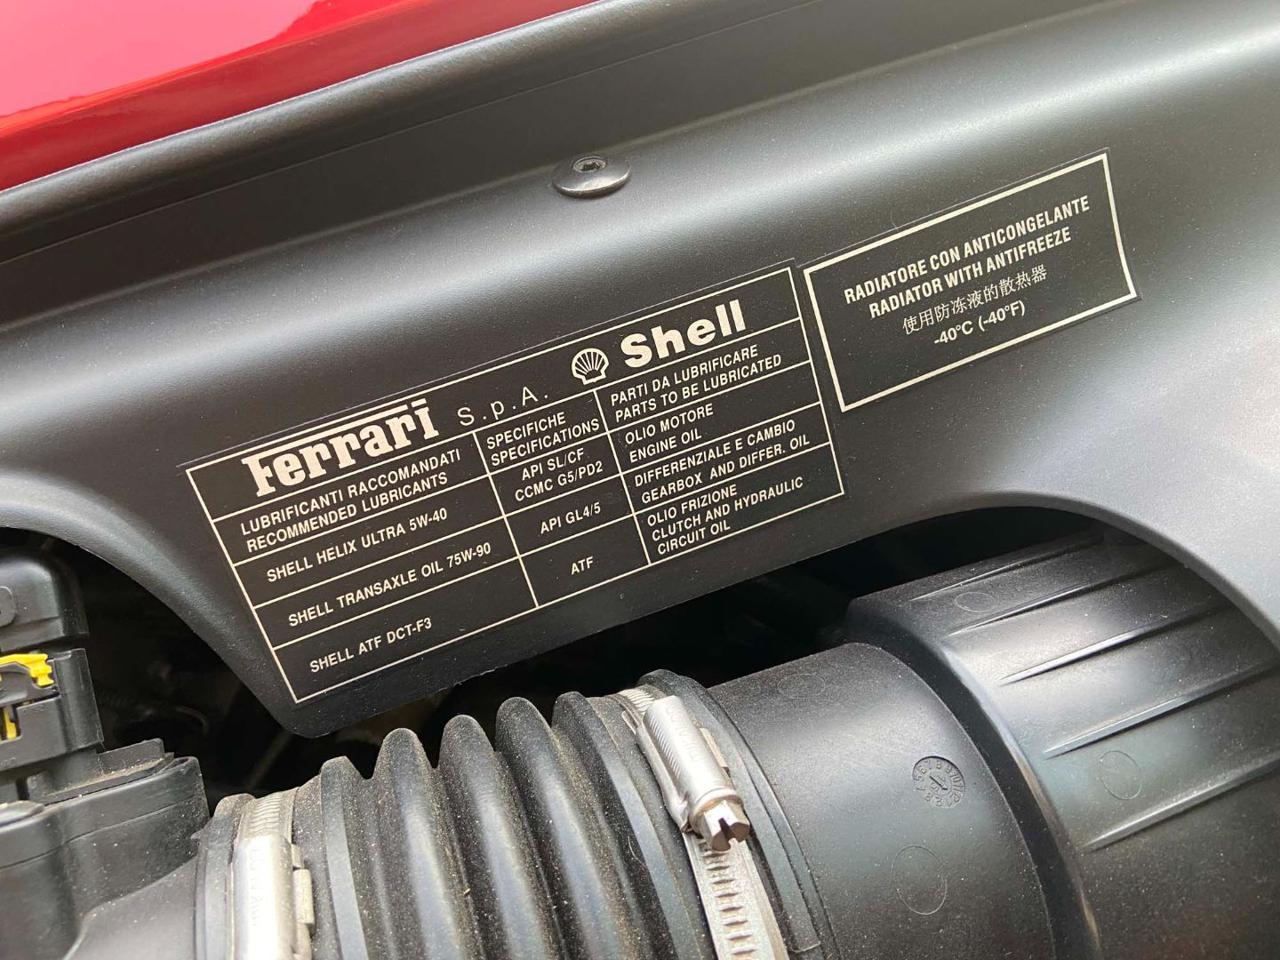 Ferrari S.p.A. Shell
LUBRIFICANTI RACCOMANDATI
RECOMMENDED LUBRICANTS
SPECIFICHE
SPECIFICATIONS
PARTI DA LUBRIFICARE
PARTS TO BE LUBRICATED
SHELL HELIX ULTRA 5W-40
API SL/CF
CCMC G5/PD2
OLIO MOTORE
ENGINE OIL
SHELL TRANSAXLE OIL 75W-90
API GL4/5
DIFFERENZIALE E CAMBIO
GEARBOX AND DIFFER. OIL
SHELL ATF DCT-F3
ATF
OLIO FRIZIONE
CLUTCH AND HYDRAULIC
CIRCUIT OIL
RADIATORE CON ANTICONGELANTE
RADIATOR WITH ANTIFREEZE
使用防冻液的散热器
-40°C (-40°F)